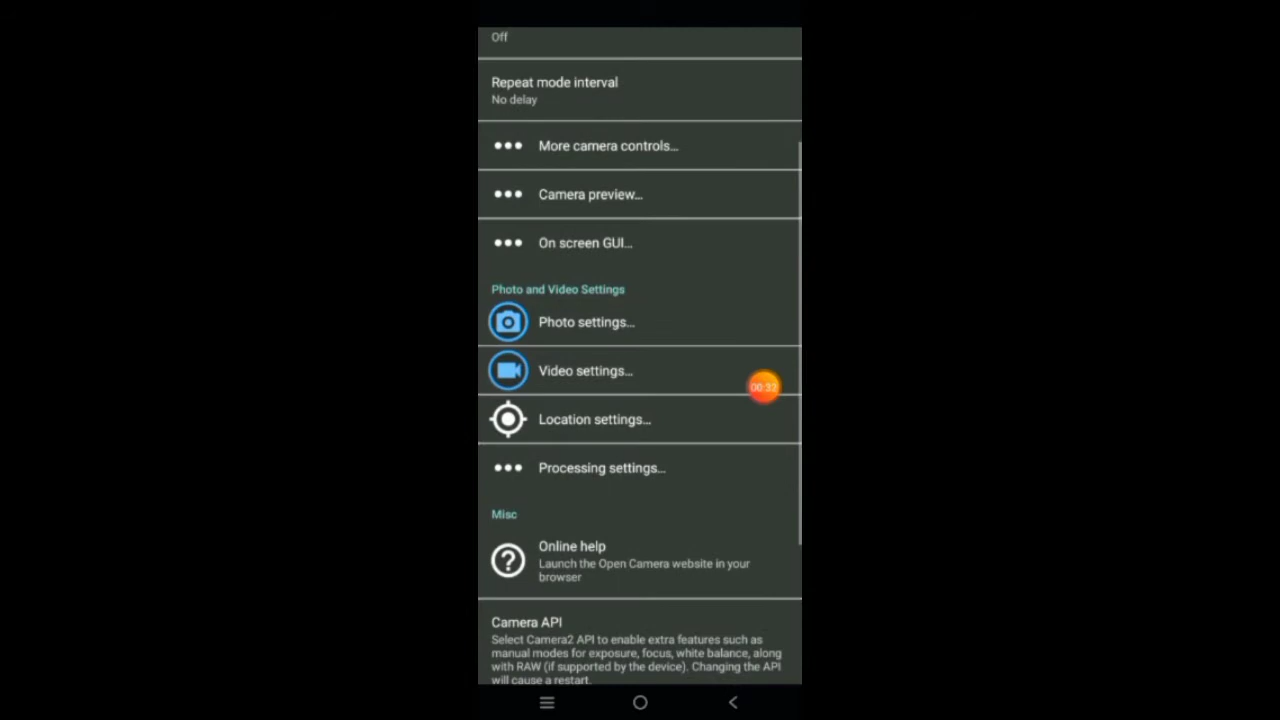 Off
Repeat mode interval
No delay
More camera controls...
Camera preview...
On screen GUI...
Photo and Video Settings
Photo settings...
Video settings...
00:32
Location settings...
Processing settings...
Misc
Online help
Launch the Open Camera website in your
browser
Camera API
Select Camera2 API to enable extra features such as
manual modes for exposure, focus, white balance, along
with RAW (if supported by the device). Changing the API
will cause a restart.